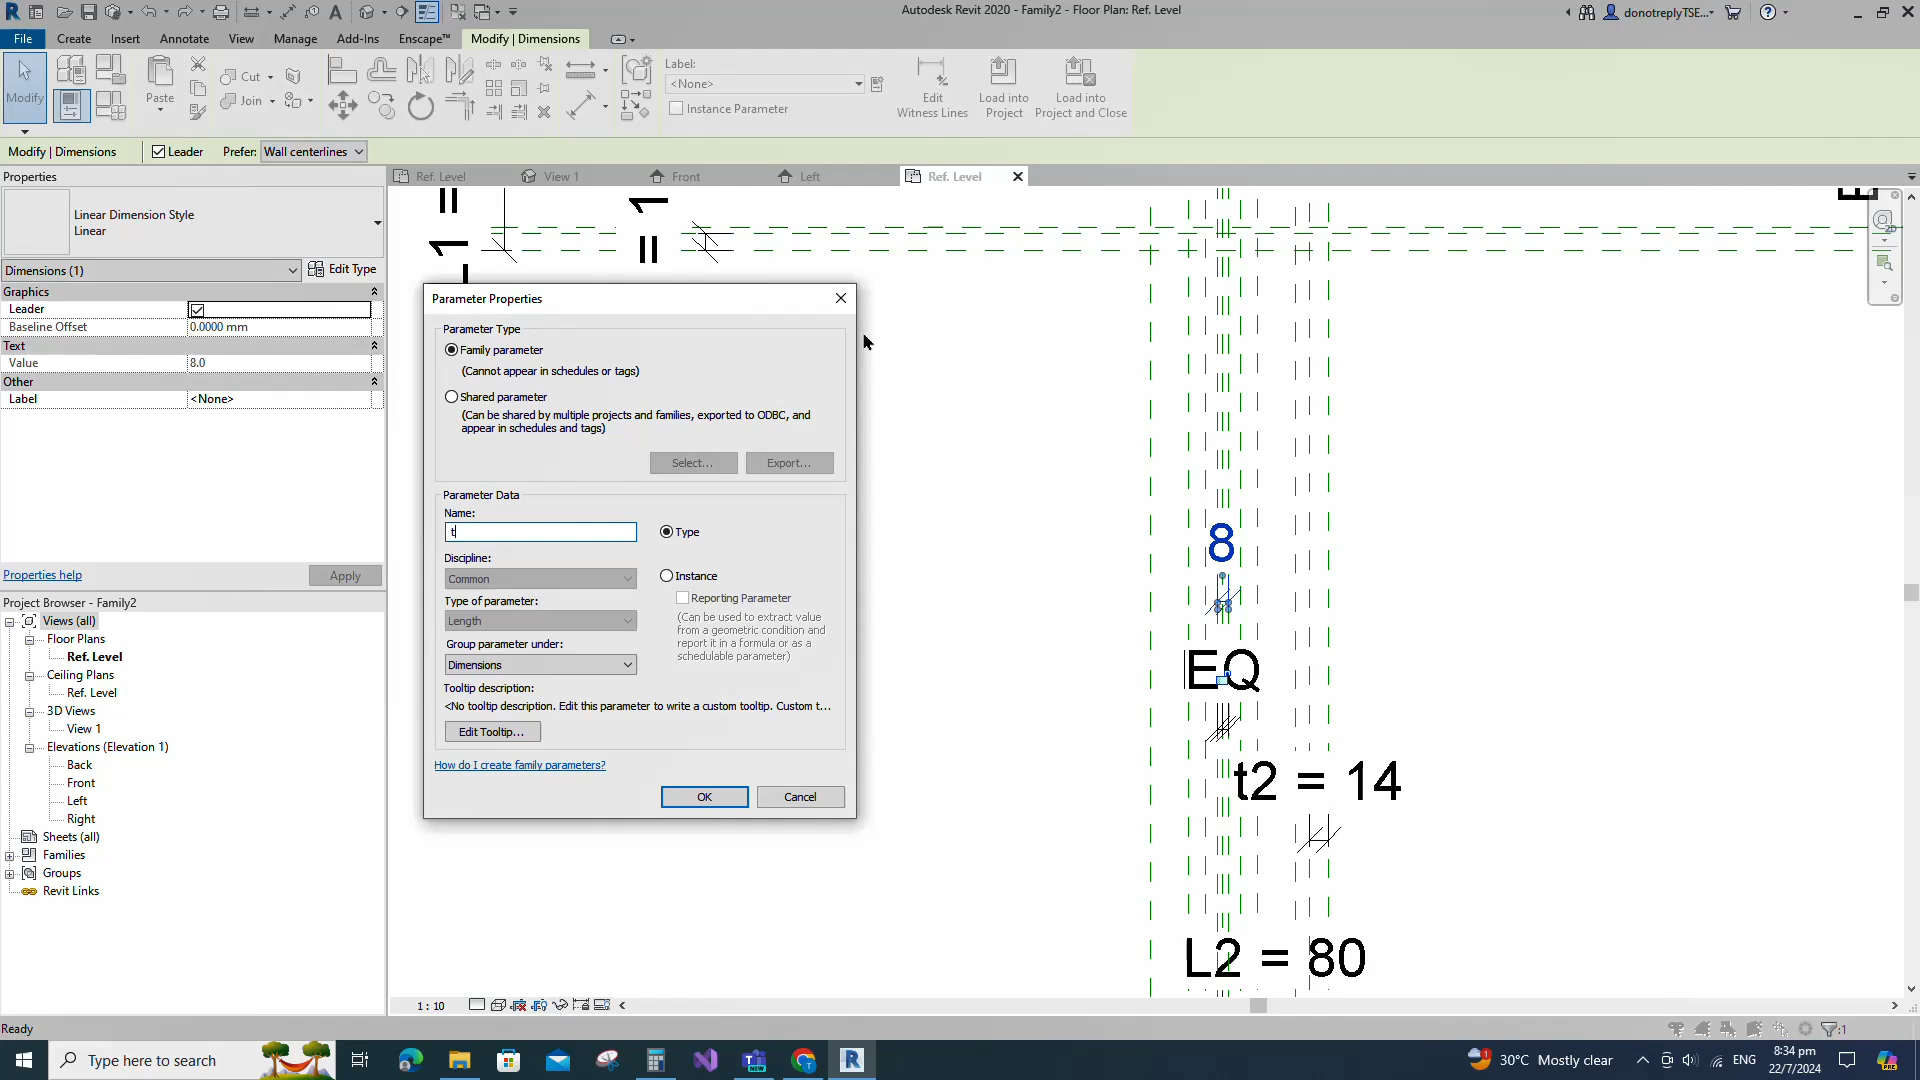 Autodesk Revit 2020 - Family2 - Floor Plan: Ref. Level
donotreplyTSE...
File Create Insert Annotate View Manage Add-Ins Enscape™ Modify | Dimensions
Modify
Paste
Cut
Join
Label:
<None>
Instance Parameter
Edit
Witness Lines
Load into
Project
Load into
Project and Close
Modify | Dimensions Leader Prefer: Wall centerlines
Properties
Linear Dimension Style
Linear
Dimensions (1) Edit Type
Graphics
Leader
Baseline Offset 0.0000 mm
Text
Value 8.0
Other
Label <None>
Properties help Apply
Project Browser - Family2
Views (all)
Floor Plans
Ref. Level
Ceiling Plans
Ref. Level
3D Views
View 1
Elevations (Elevation 1)
Back
Front
Left
Right
Sheets (all)
Families
Groups
Revit Links
Ref. Level View 1 Front Left Ref. Level
2D
= 1
8
EQ
t2 = 14
L2 = 80
Parameter Properties
Parameter Type
Family parameter
(Cannot appear in schedules or tags)
Shared parameter
(Can be shared by multiple projects and families, exported to ODBC, and
appear in schedules and tags)
Select... Export...
Parameter Data
Name:
t
Type
Discipline:
Common
Instance
Type of parameter:
Reporting Parameter
Length
(Can be used to extract value
from a geometric condition and
report it in a formula or as a
schedulable parameter)
Group parameter under:
Dimensions
Tooltip description:
<No tooltip description. Edit this parameter to write a custom tooltip. Custom t...
Edit Tooltip...
How do I create family parameters?
OK Cancel
1 : 10
Ready
:1
Type here to search
NEW
30°C Mostly clear
ENG
8:34 pm
22/7/2024
PRE